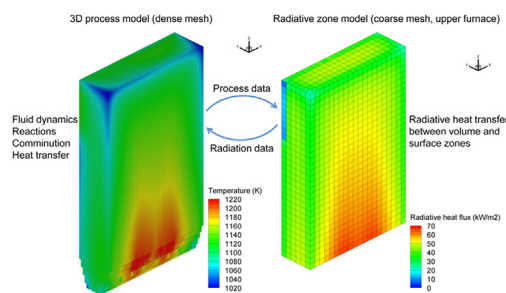 3D process model (dense mesh)
Radiative zone model (coarse mesh, upper furnace)
Process data
Radiation data
Fluid dynamics
Reactions
Comminution
Heat transfer
Radiative heat transfer
between volume and
surface zones
Temperature (K)
1220
1200
1180
1160
1140
1120
1100
1080
1060
1040
1020
Radiative heat flux (kW/m2)
70
60
50
40
30
20
10
0